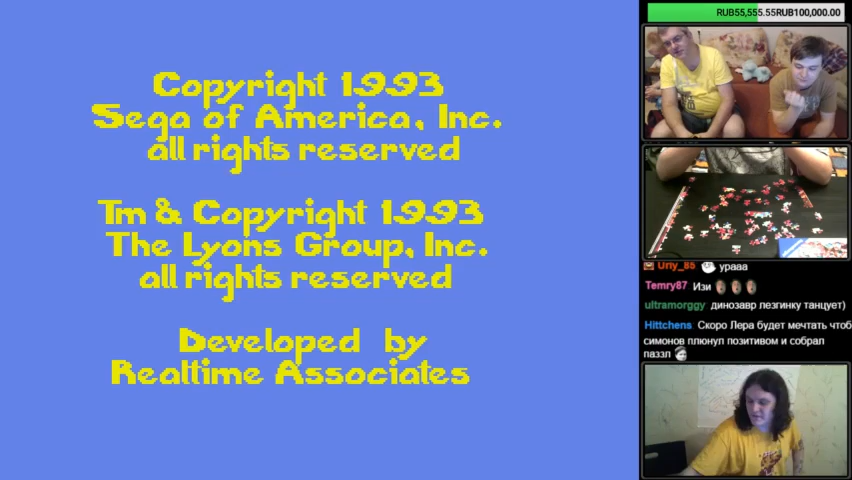 Copyright 1993
Sega of America, Inc.
all rights reserved
Tm & Copyright 1993
The Lyons Group, Inc.
all rights reserved
Developed by
Realtime Associates
RUB55,555.55RUB100,000.00
Urty_85 урааа
Temry87 Изи
ultramorggy динозавр лезгинку танцует)
Hittchens Скоро Лера будет мечтать чтоб
симонов плюнул позитивом и собрал
паззл